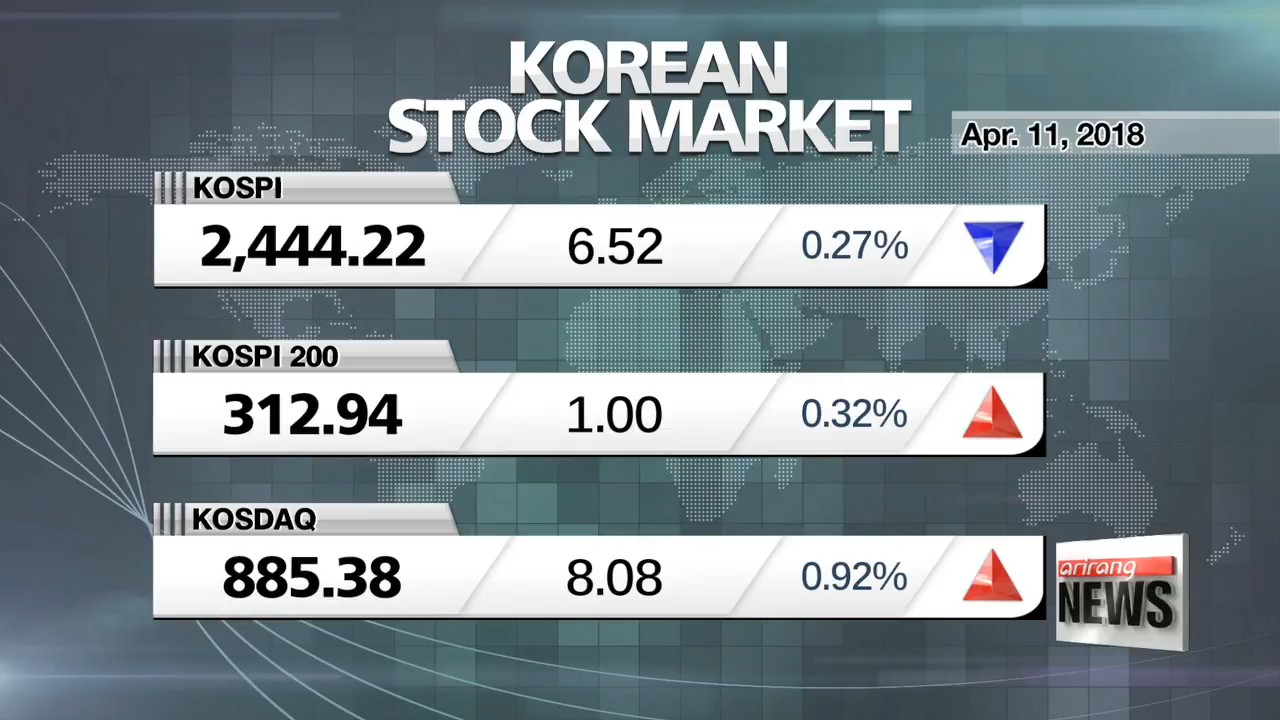 KOREAN
STOCK MARKET
Apr. 11, 2018
KOSPI
2,444.22 6.52 0.27%
KOSPI 200
312.94 1.00 0.32%
KOSDAQ
885.38 8.08 0.92%
arirang
NEWS